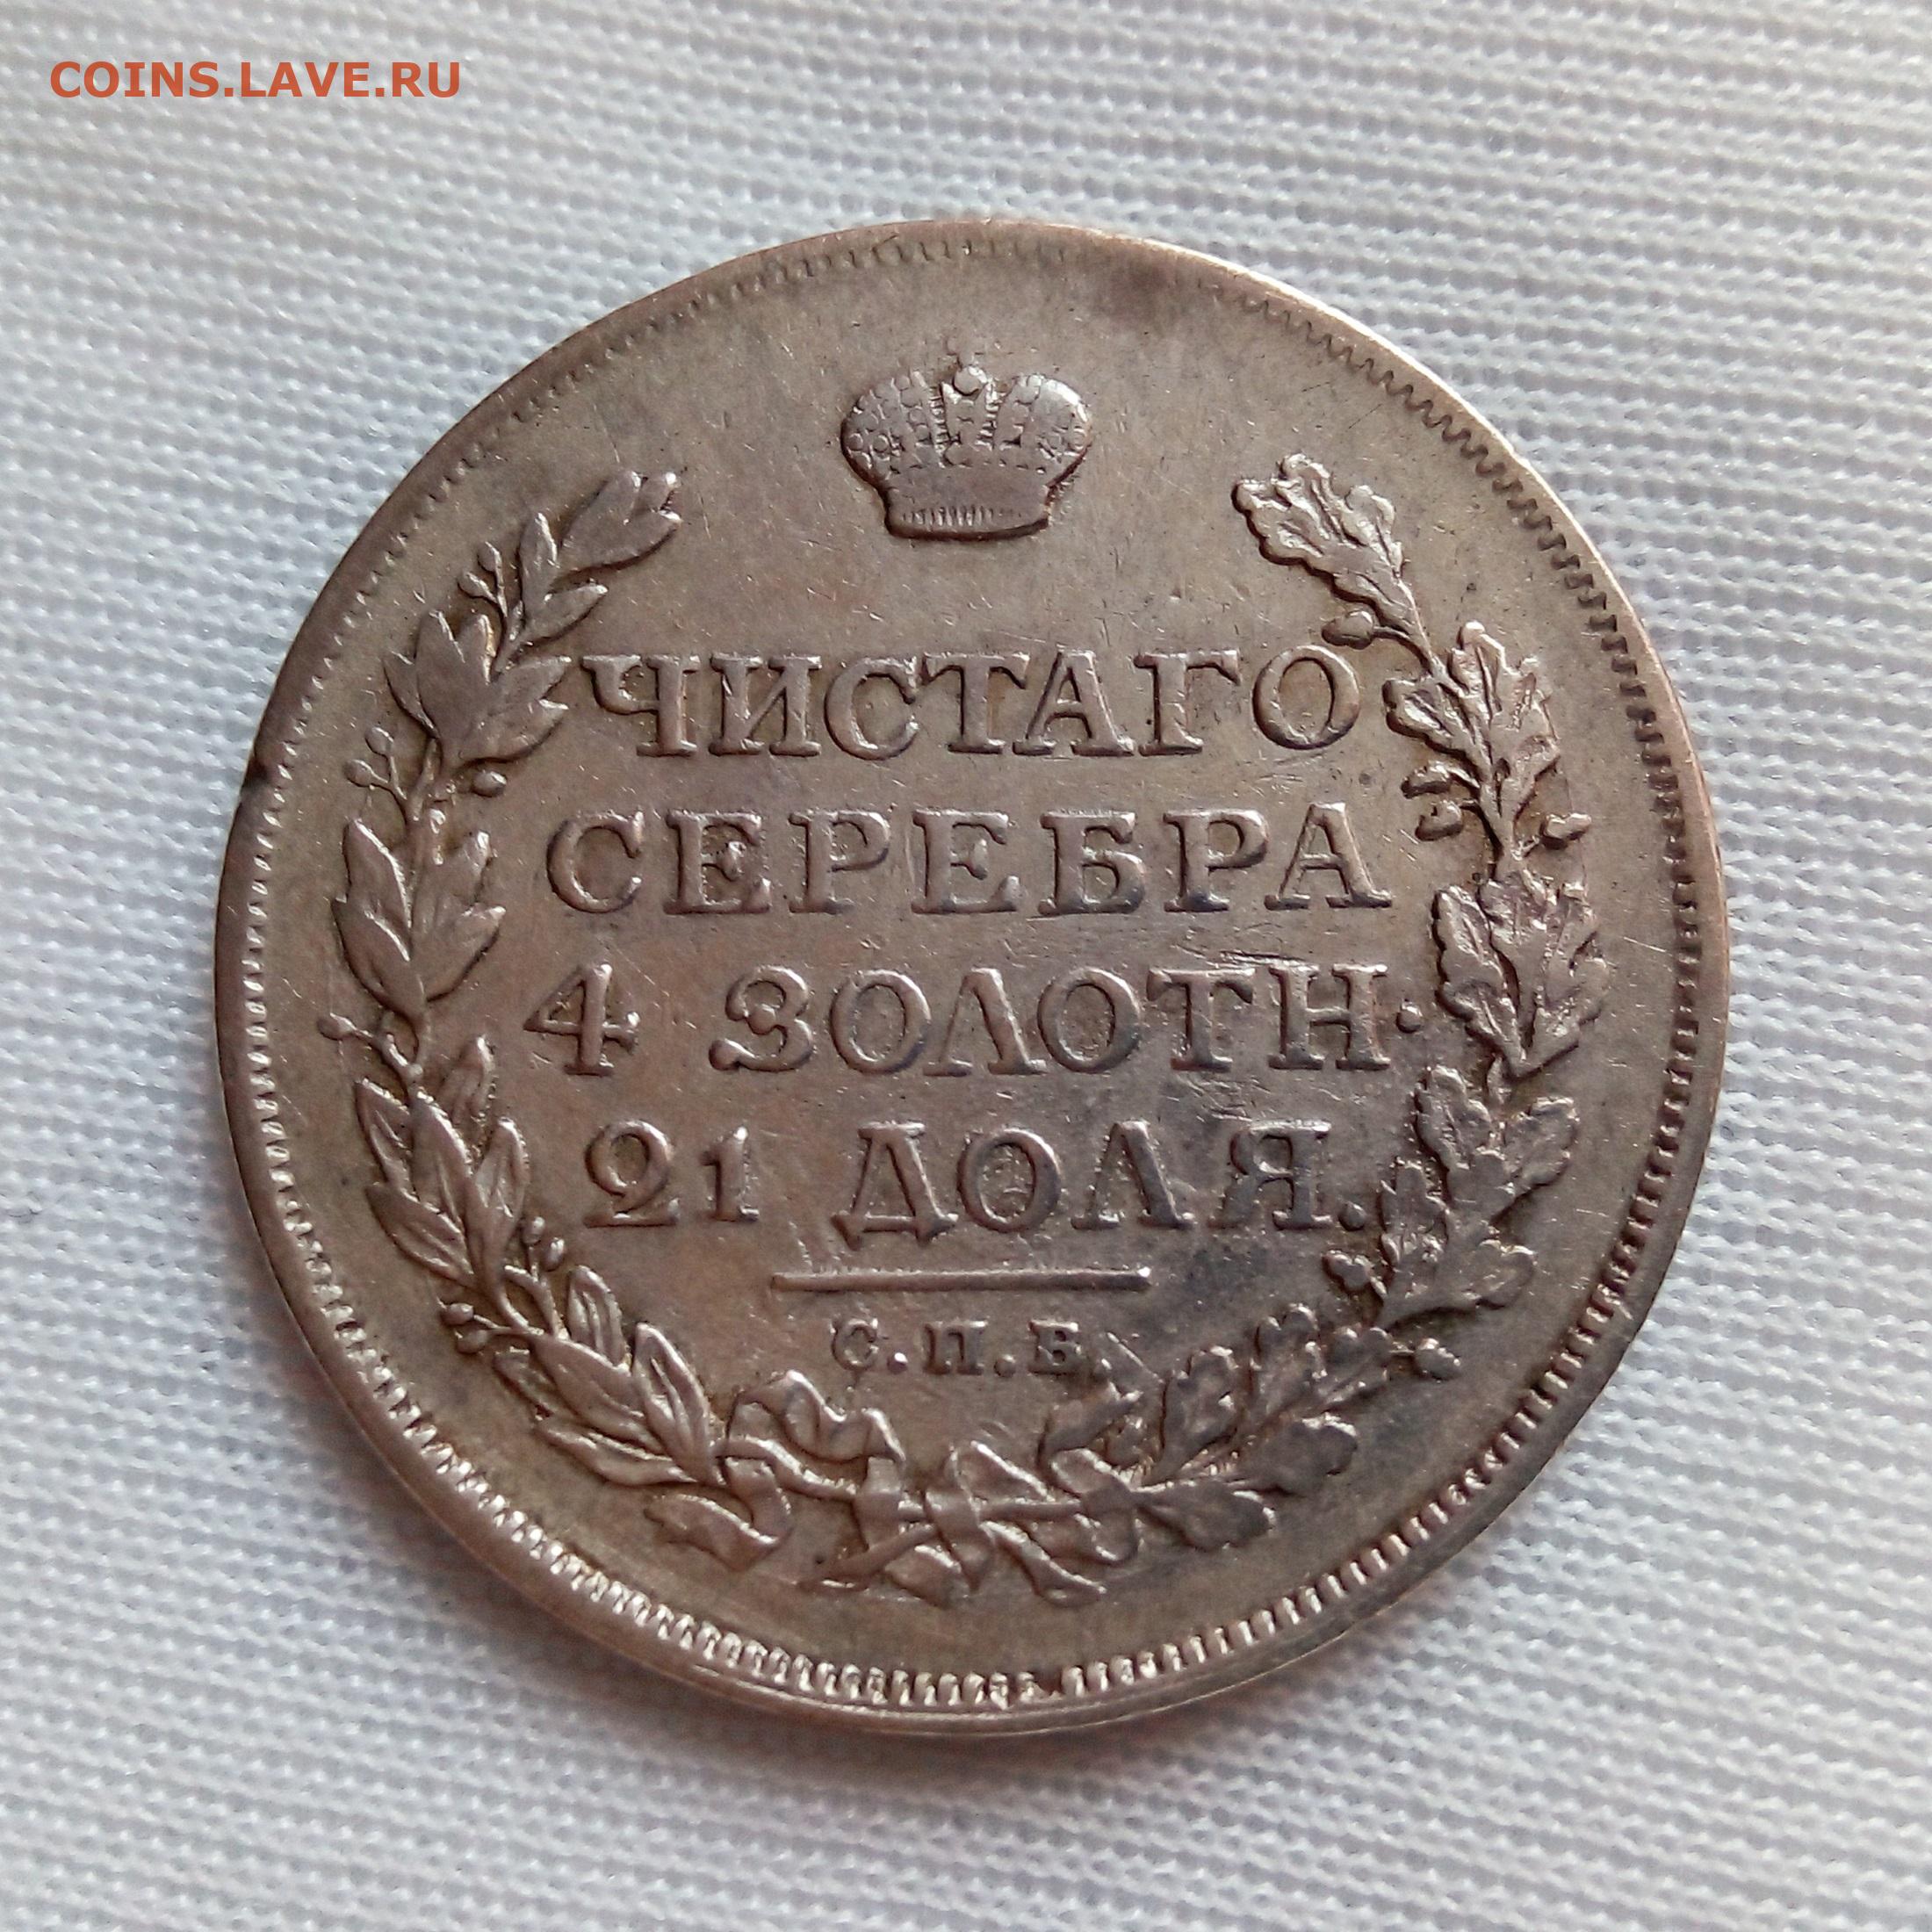 COINS.LAVE.RU
ЧИСТАГО
СЕРЕБРА
4 ЗОЛОТН.
21 ДОЛЯ.
С.П.Б.